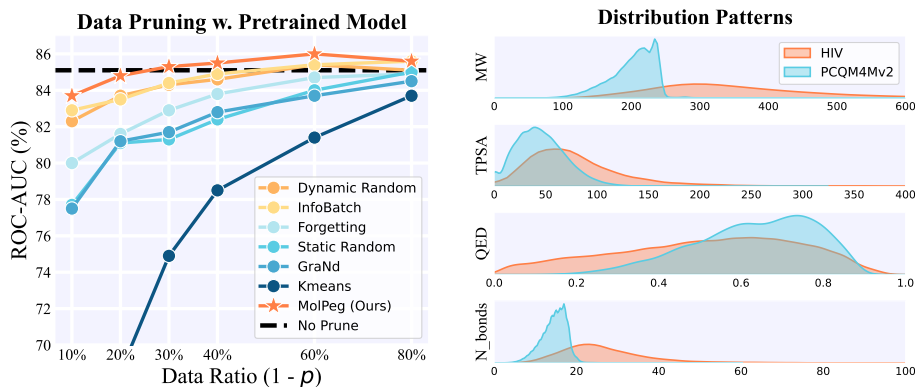 Data Pruning w. Pretrained Model
ROC-AUC (%)
86
84
82
80
78
76
74
72
70
10% 20% 30% 40% 60% 80%
Data Ratio (1 - p)
Dynamic Random
InfoBatch
Forgetting
Static Random
GraNd
Kmeans
MolPeg (Ours)
No Prune
Distribution Patterns
MW
HIV
PCQM4Mv2
0 100 200 300 400 500 600
TPSA
0 50 100 150 200 250 300 350 400
QED
0.0 0.2 0.4 0.6 0.8 1.0
N_bonds
0 20 40 60 80 100